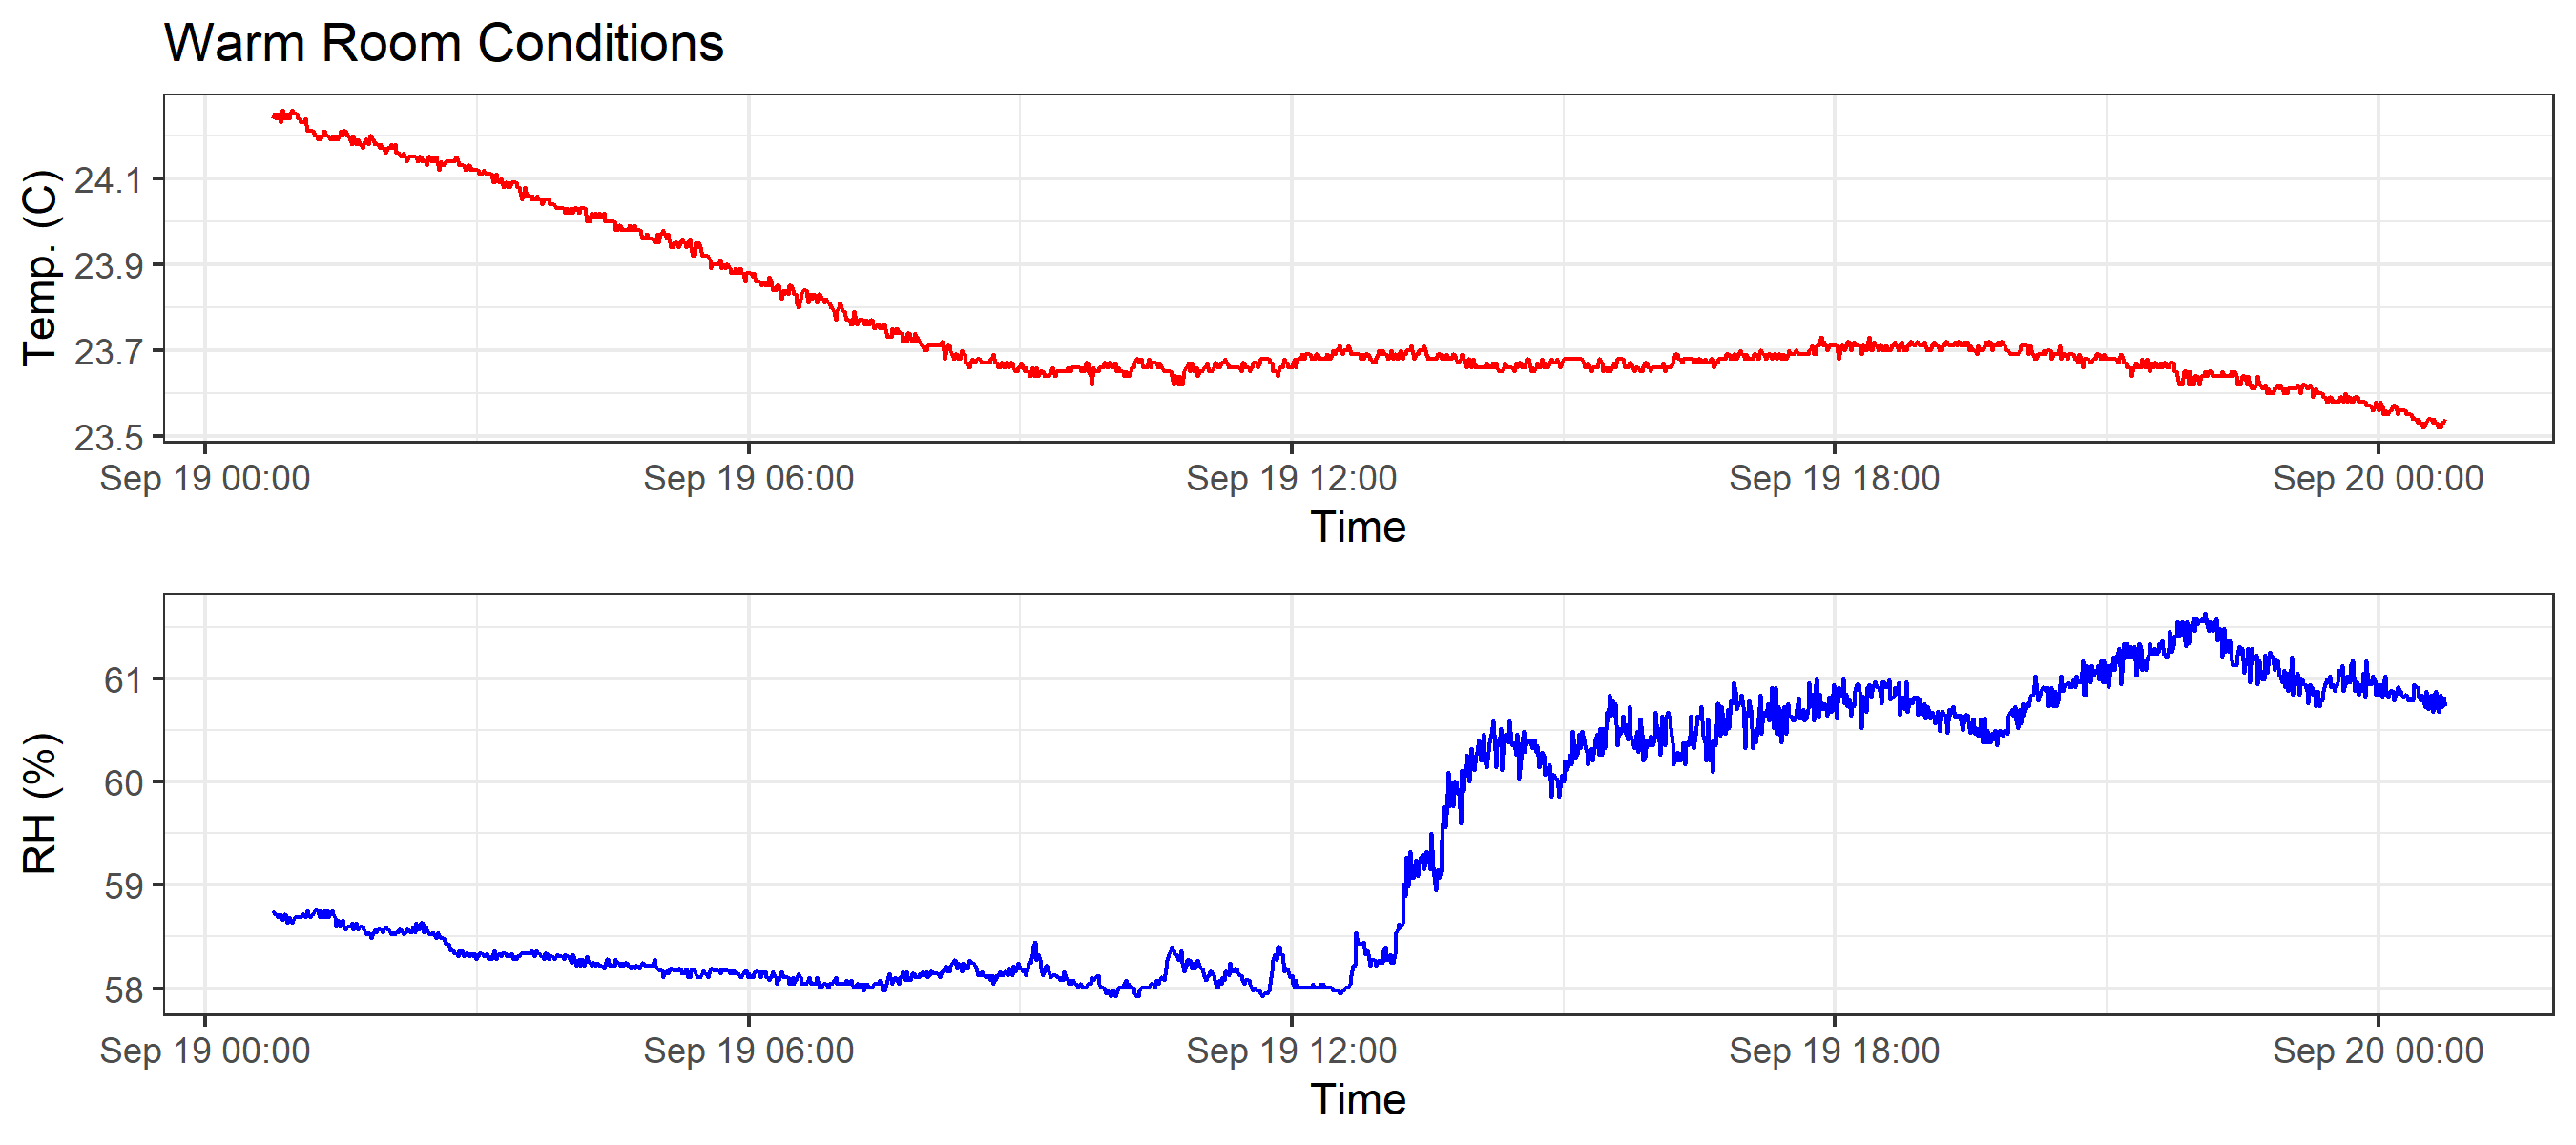 Warm Room Conditions
Temp. (C)
24.1
23.9
23.7
23.5
Sep 19 00:00 Sep 19 06:00 Sep 19 12:00 Sep 19 18:00 Sep 20 00:00
Time
RH (%)
61
60
59
58
Sep 19 00:00 Sep 19 06:00 Sep 19 12:00 Sep 19 18:00 Sep 20 00:00
Time